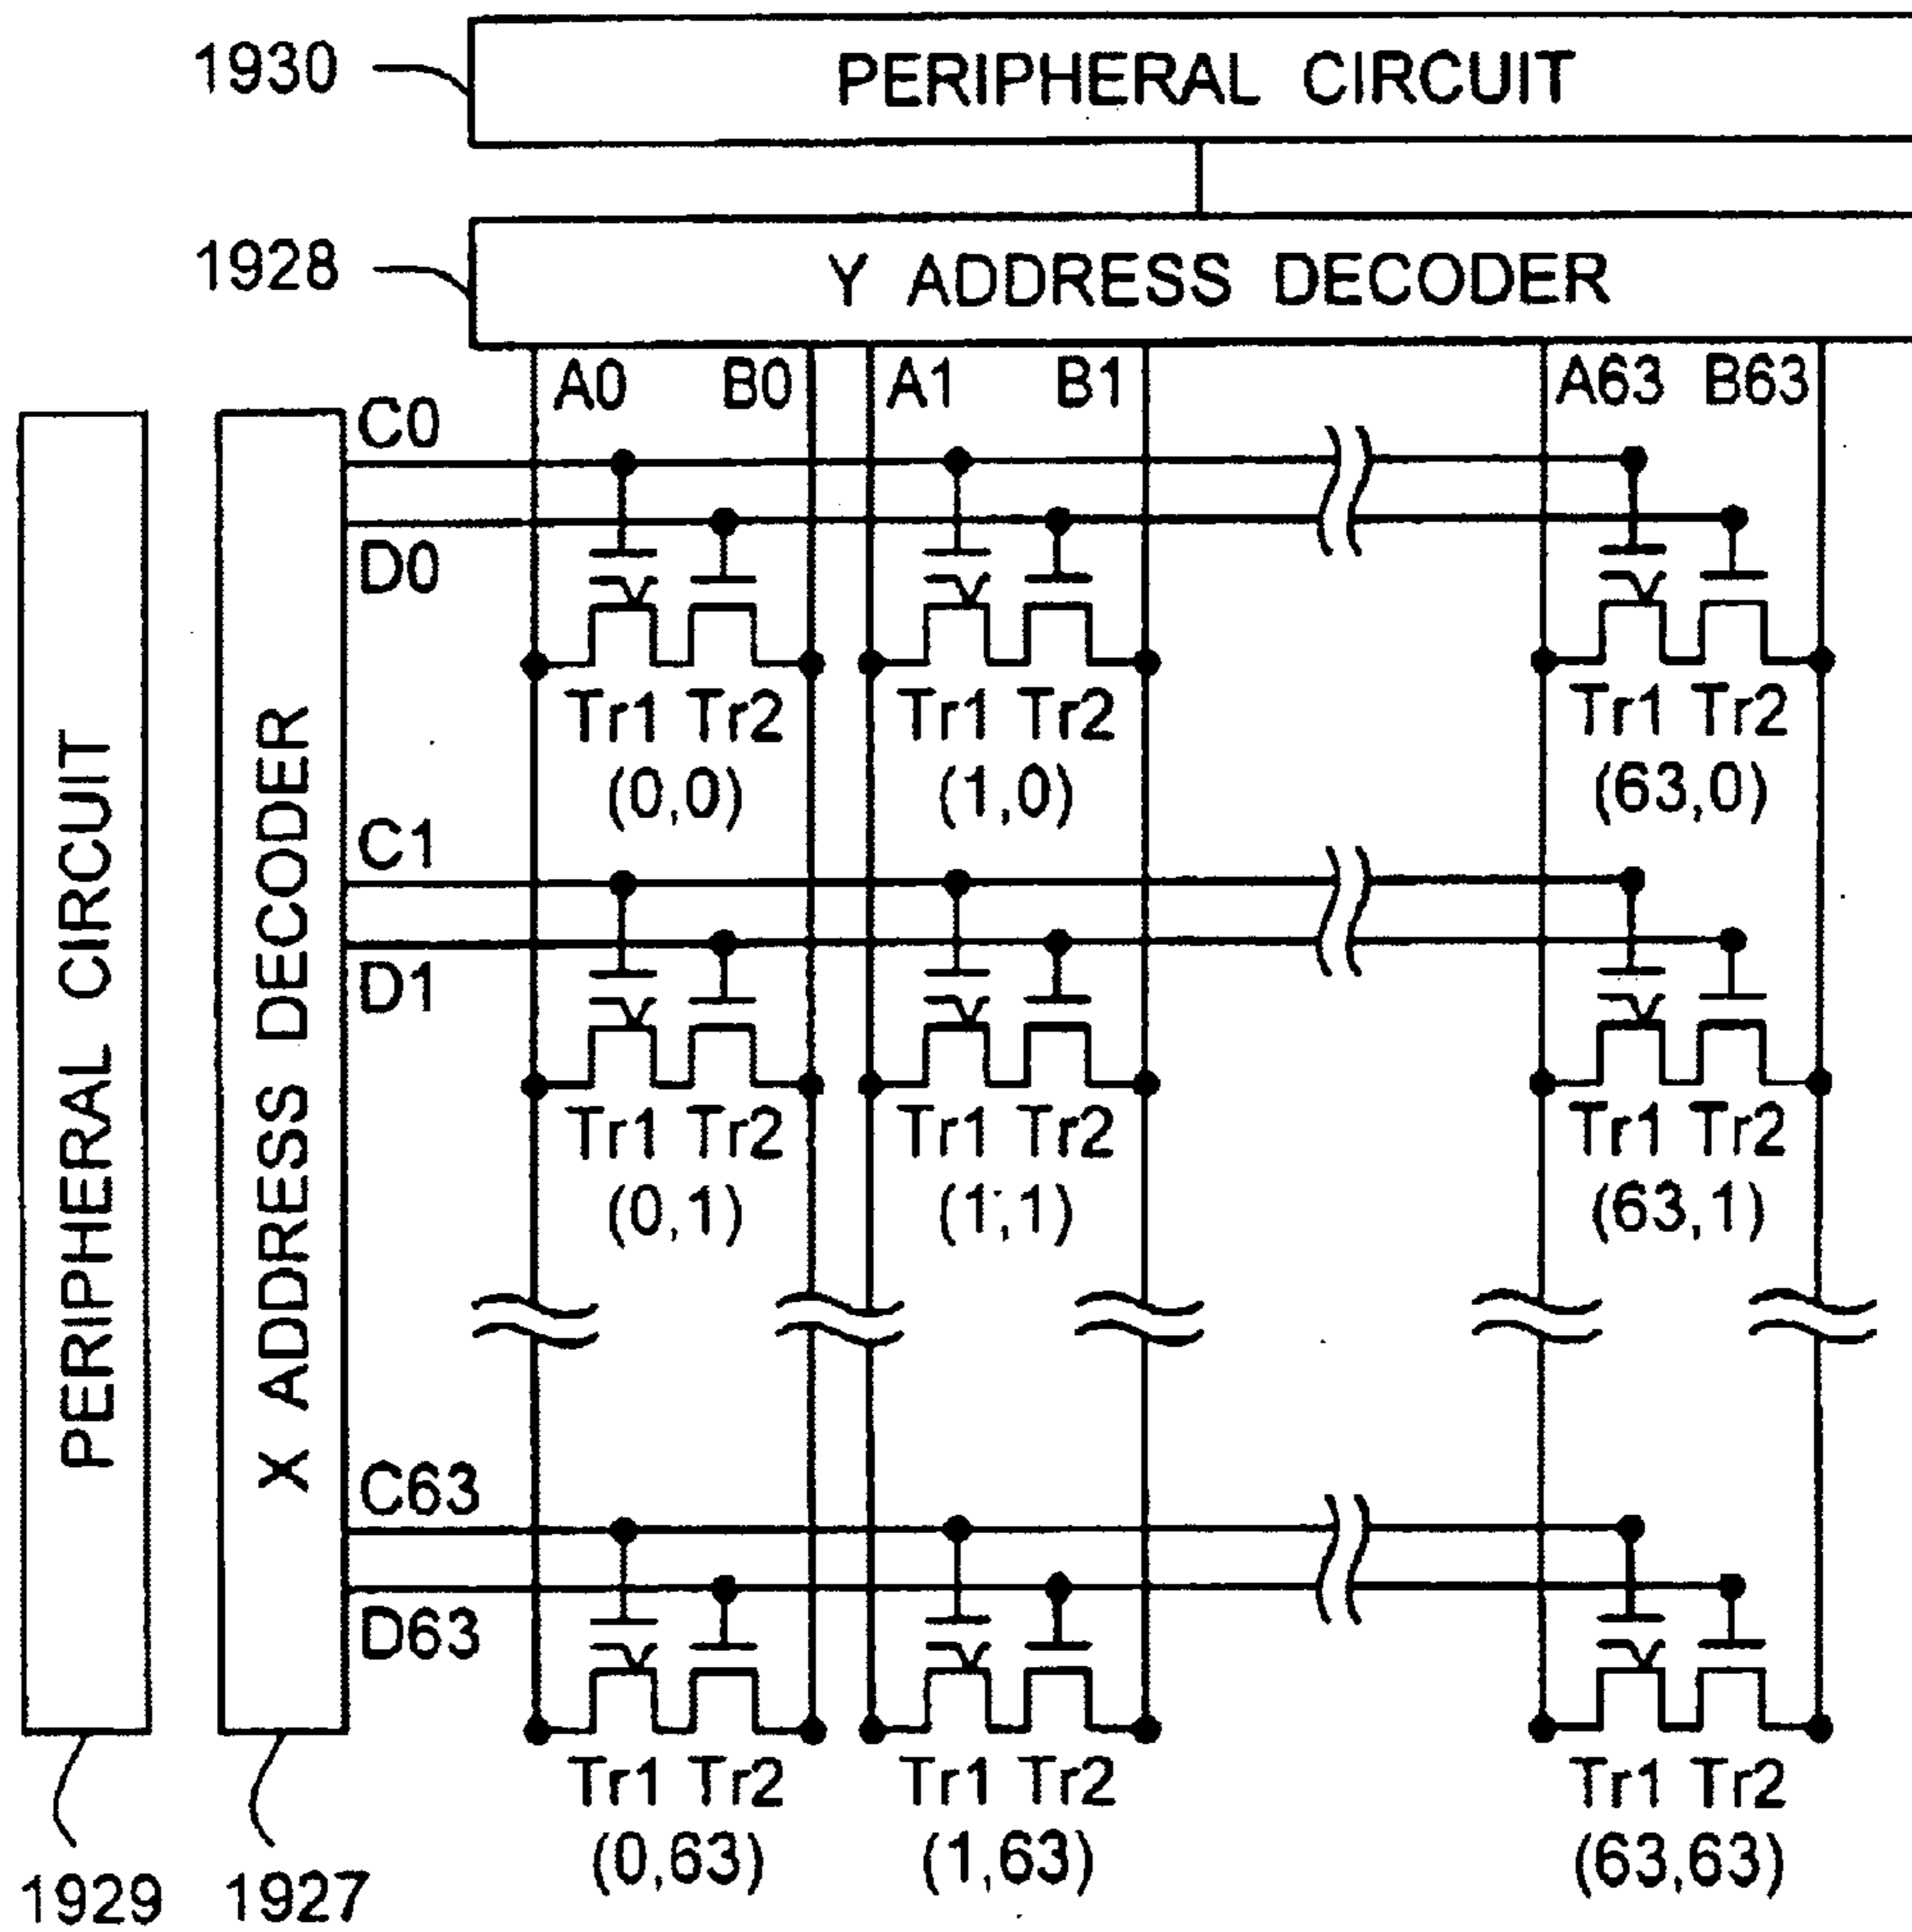 1930
PERIPHERAL CIRCUIT
1928
Y ADDRESS DECODER
A0 B0 A1 B1 A63 B63
C0
D0
Tr1 Tr2 Tr1 Tr2 Tr1 Tr2
(0,0) (1,0) (63,0)
C1
D1
Tr1 Tr2 Tr1 Tr2 Tr1 Tr2
(0,1) (1,1) (63,1)
PERIPHERAL CIRCUIT
X ADDRESS DECODER
C63
D63
Tr1 Tr2 Tr1 Tr2 Tr1 Tr2
(0,63) (1,63) (63,63)
1929 1927